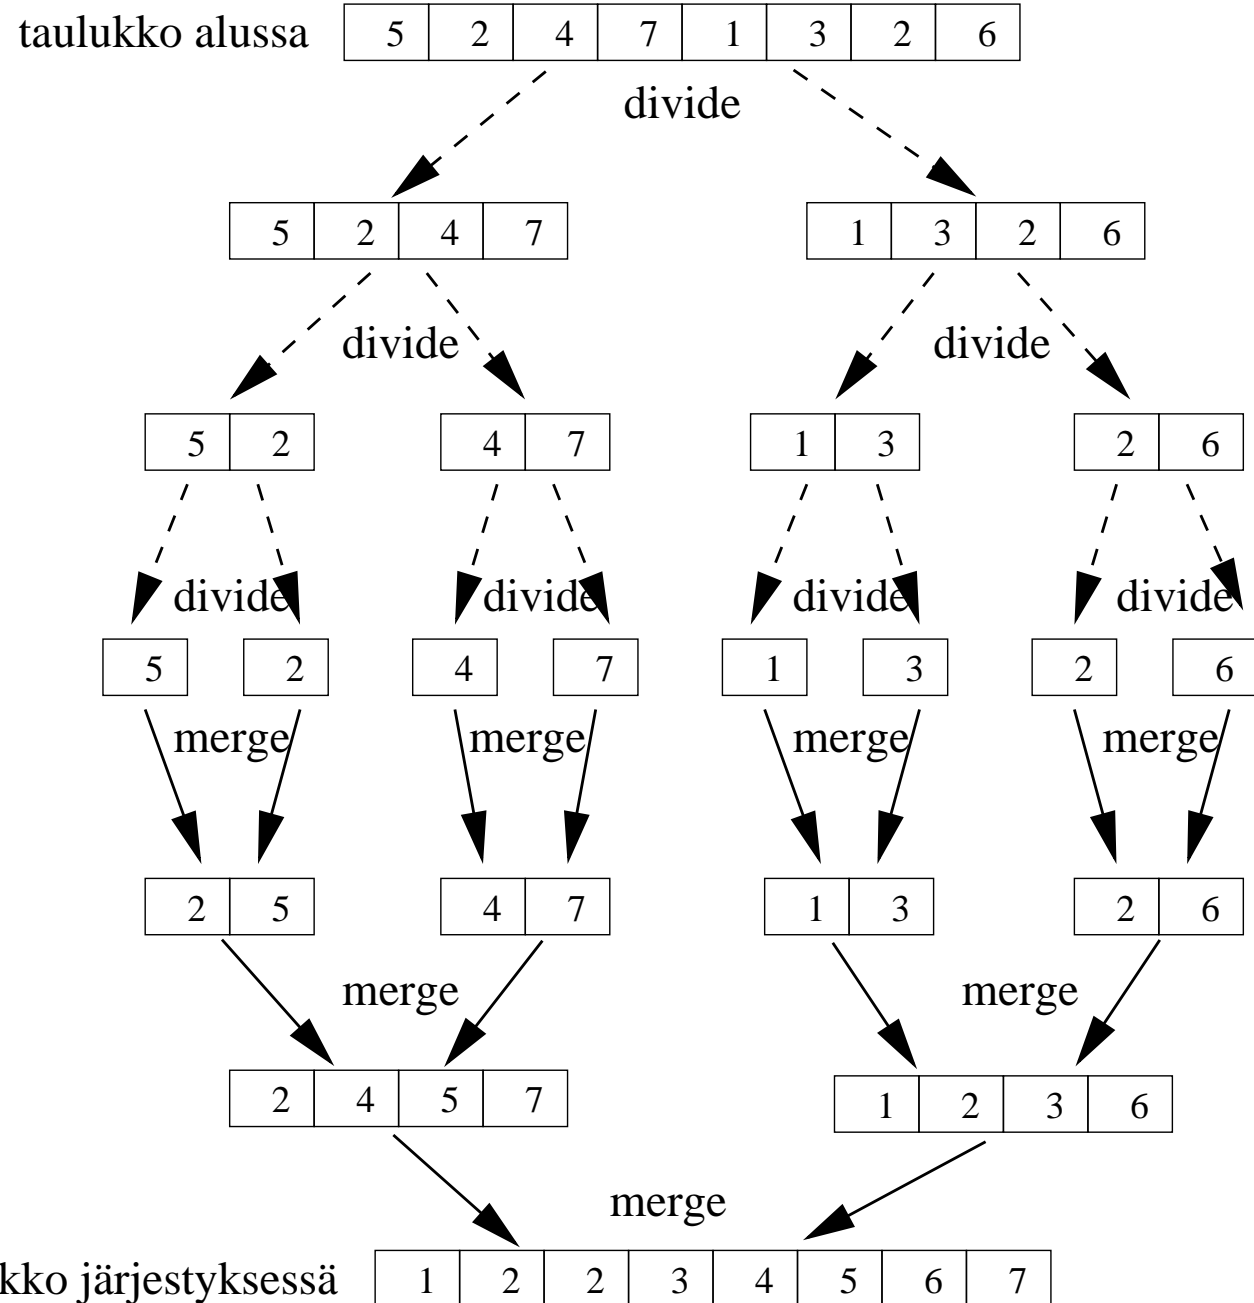 taulukko alussa 5 2 4 7 1 3 2 6
divide
5 2 4 7 1 3 2 6
divide divide
5 2 4 7 1 3 2 6
divide divide divide divide
5 2 4 7 1 3 2 6
merge merge merge merge
2 5 4 7 1 3 2 6
merge merge
2 4 5 7 1 2 3 6
merge
kko järjestyksessä 1 2 2 3 4 5 6 7